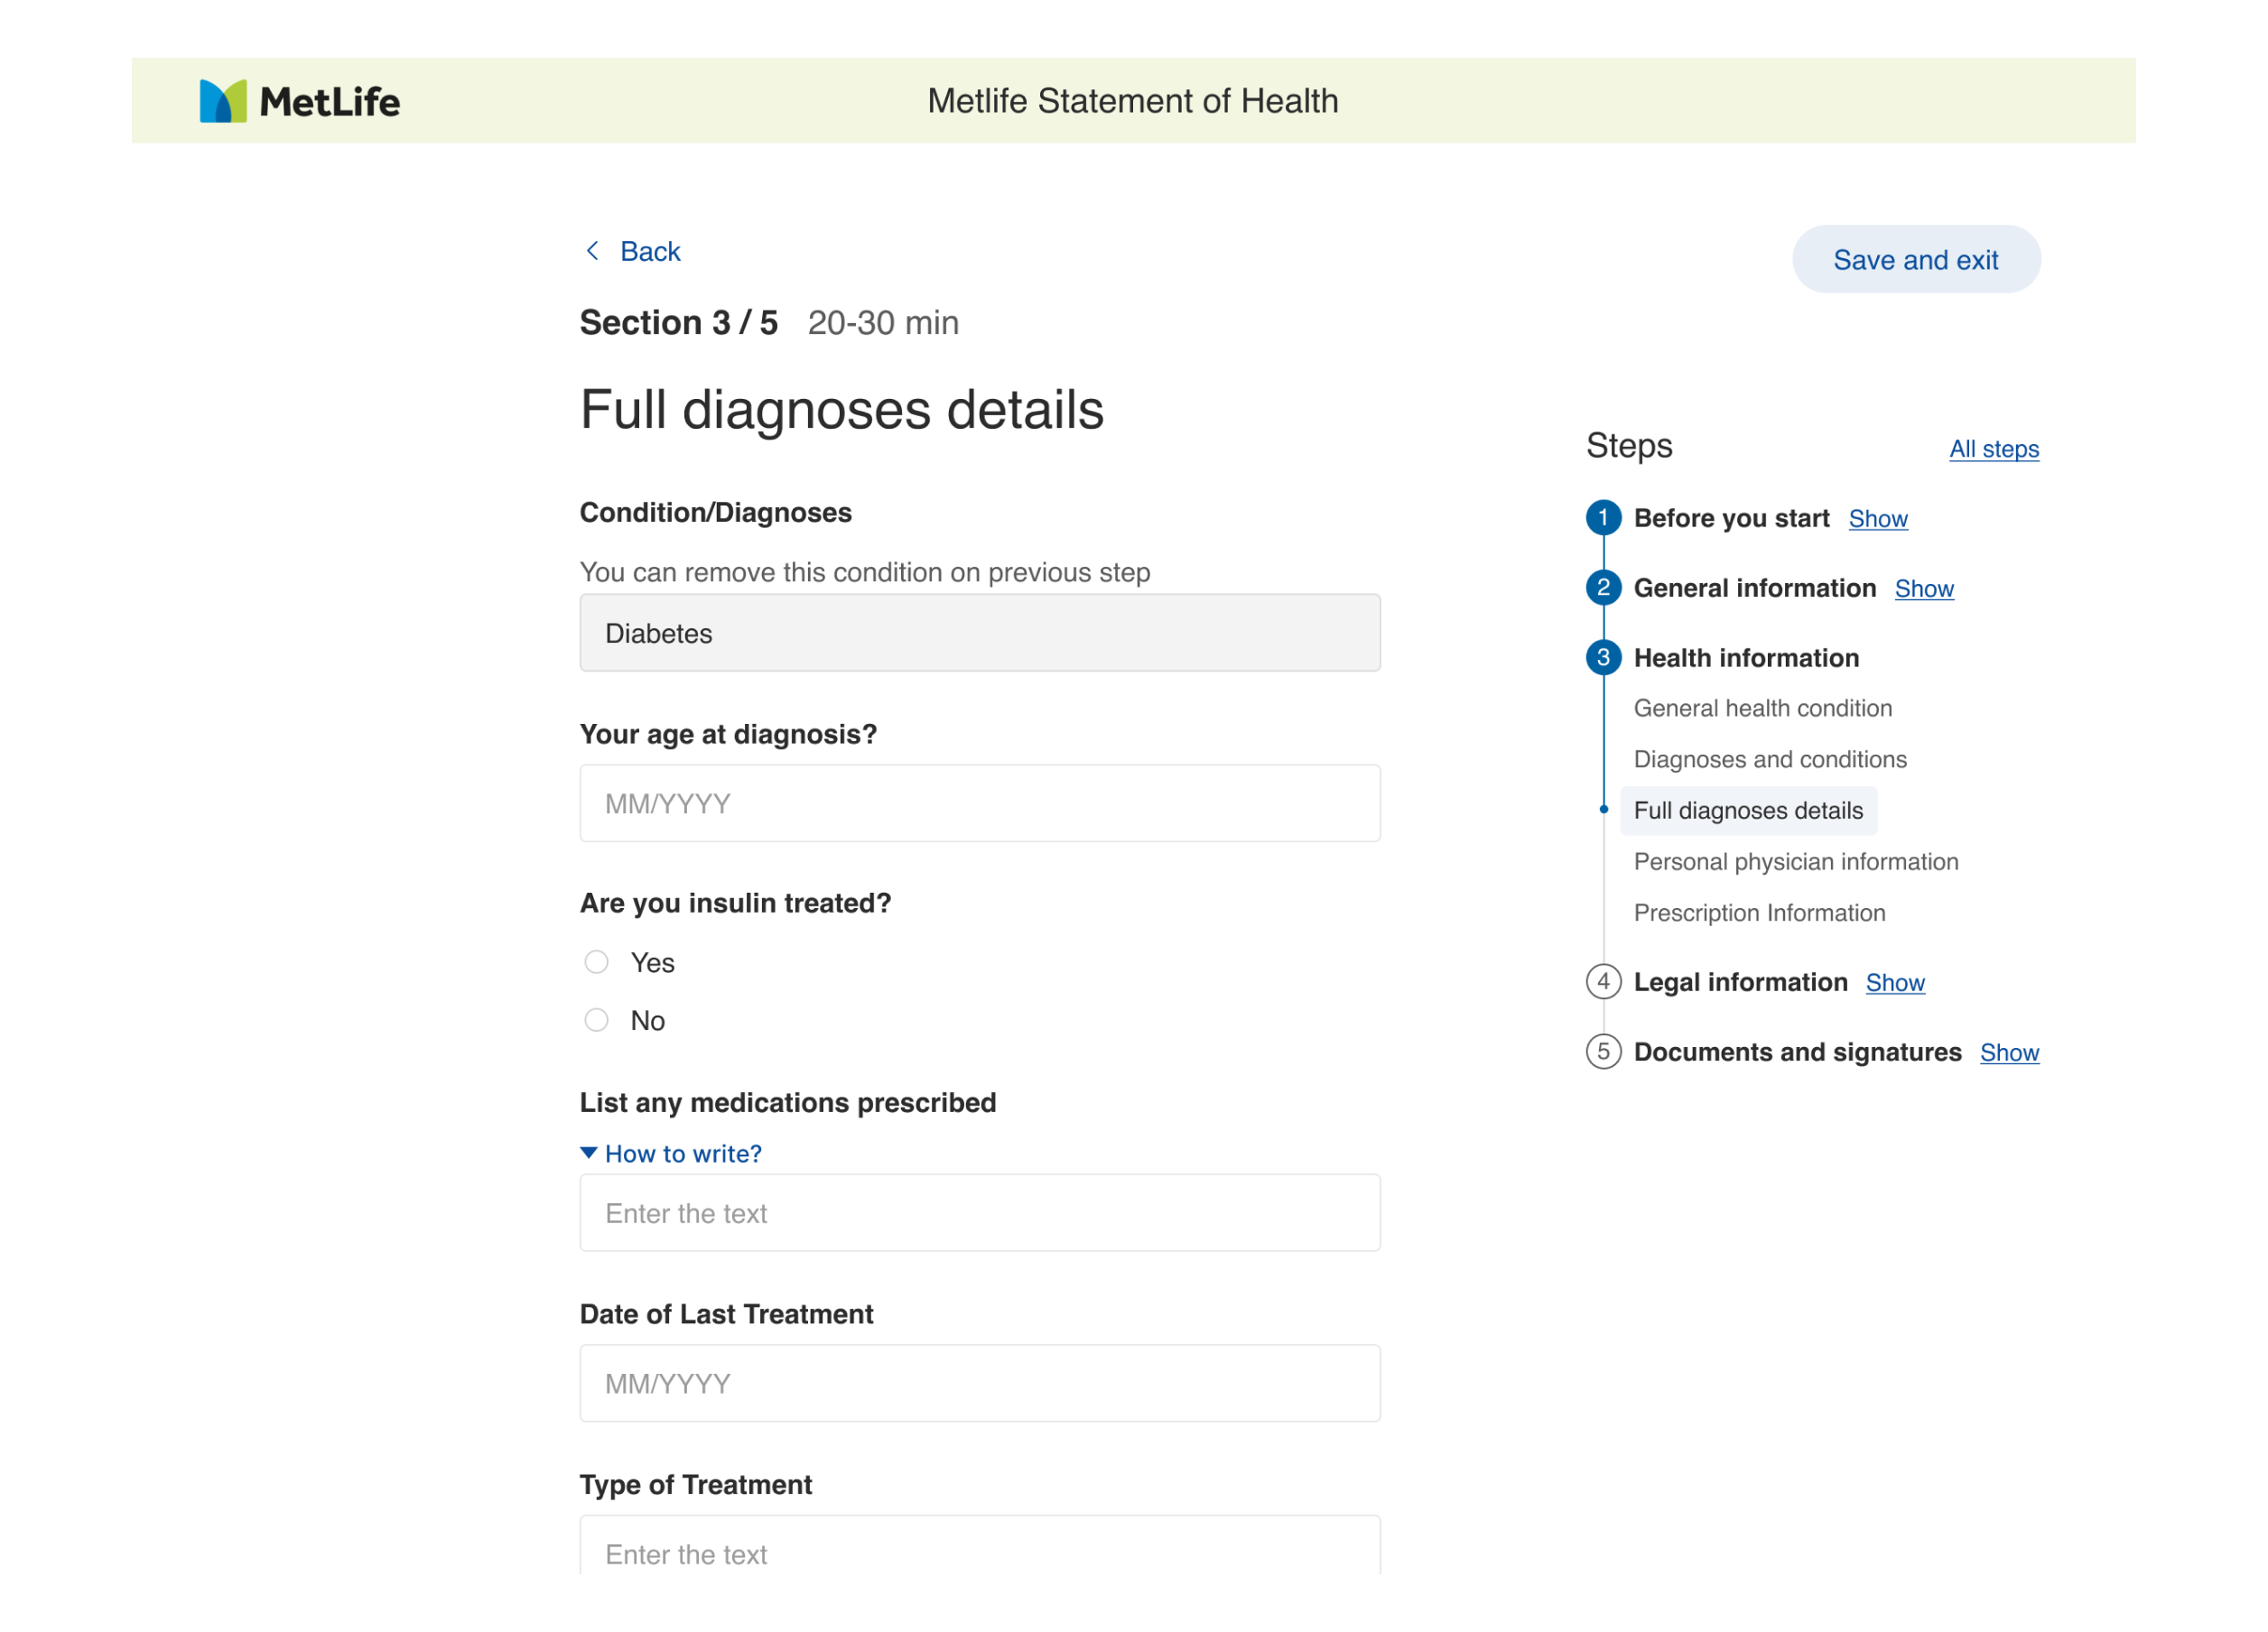 MetLife
Metlife Statement of Health
Back
Save and exit
Section 3 / 5 20-30 min
Full diagnoses details
Condition/Diagnoses
You can remove this condition on previous step
Diabetes
Your age at diagnosis?
MM/YYYY
Are you insulin treated?
Yes
No
List any medications prescribed
How to write?
Enter the text
Date of Last Treatment
MM/YYYY
Type of Treatment
Enter the text
Steps All steps
1 Before you start Show
2 General information Show
3 Health information
General health condition
Diagnoses and conditions
Full diagnoses details
Personal physician information
Prescription Information
4 Legal information Show
5 Documents and signatures Show